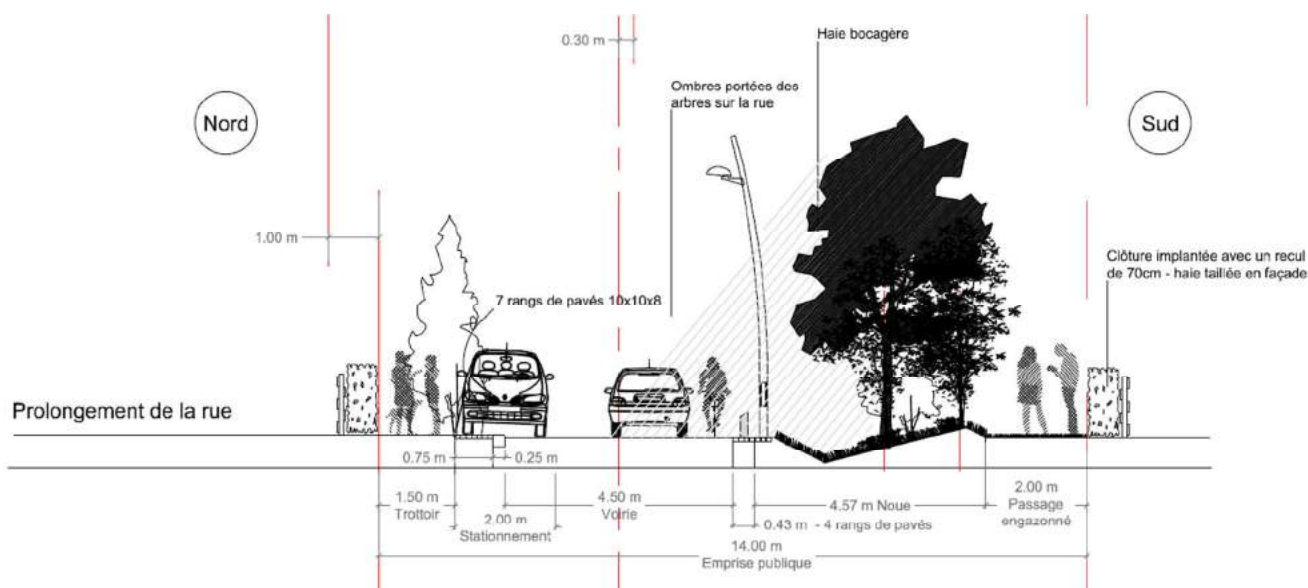 0.30 m
Haie bocagère
Ombres portées des
arbres sur la rue
Nord
Sud
1.00 m
Clôture implantée avec un recul
de 70cm - haie taillée en façade
7 rangs de pavés 10x10x8
Prolongement de la rue
0.75 m
0.25 m
1.50 m
Trottoir
4.50 m
Voirie
4.57 m Noue
2.00 m
Passage
engazonné
2.00 m
Stationnement
0.43 m - 4 rangs de pavés
14.00 m
Emprise publique